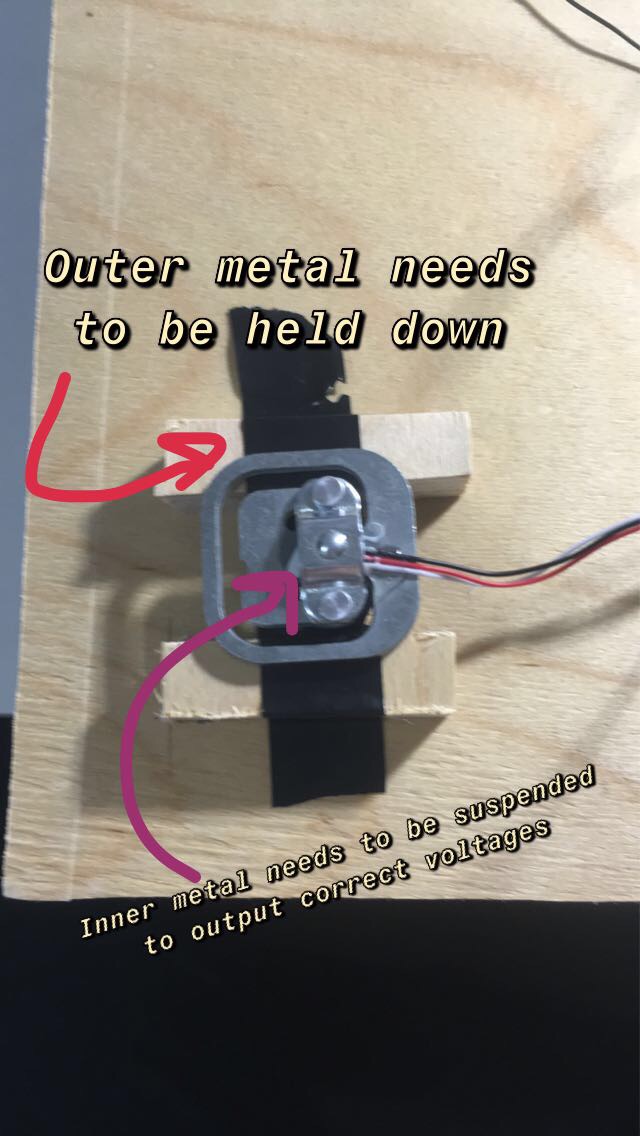 Outer metal needs
to be held down
Inner metal needs to be suspended
to output correct voltages